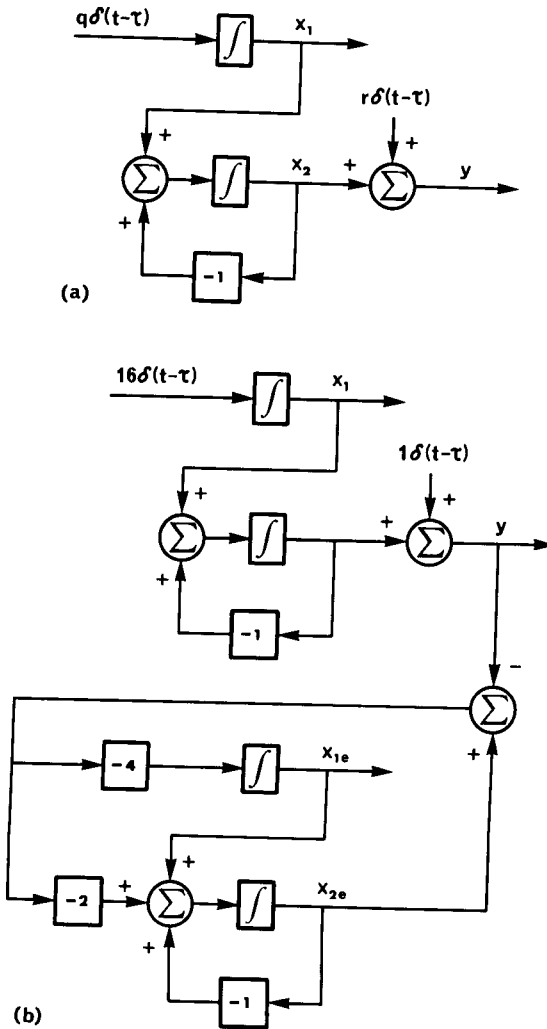 qδ(t-τ)
∫
x₁
rδ(t-τ)
+
+
Σ
∫
x₂
+
Σ
y
+
-1
(a)
16δ(t-τ)
∫
x₁
1δ(t-τ)
+
+
Σ
∫
+
Σ
y
+
-1
-
Σ
+
-4
∫
x₁ₑ
+
-2
+
Σ
∫
x₂ₑ
+
-1
(b)